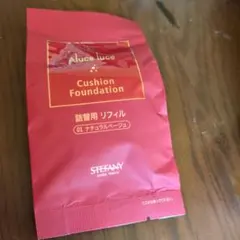 Aluce luce
Cushion
Foundation
詰替用 リフィル
02 ナチュラルベージュ
STEFANY